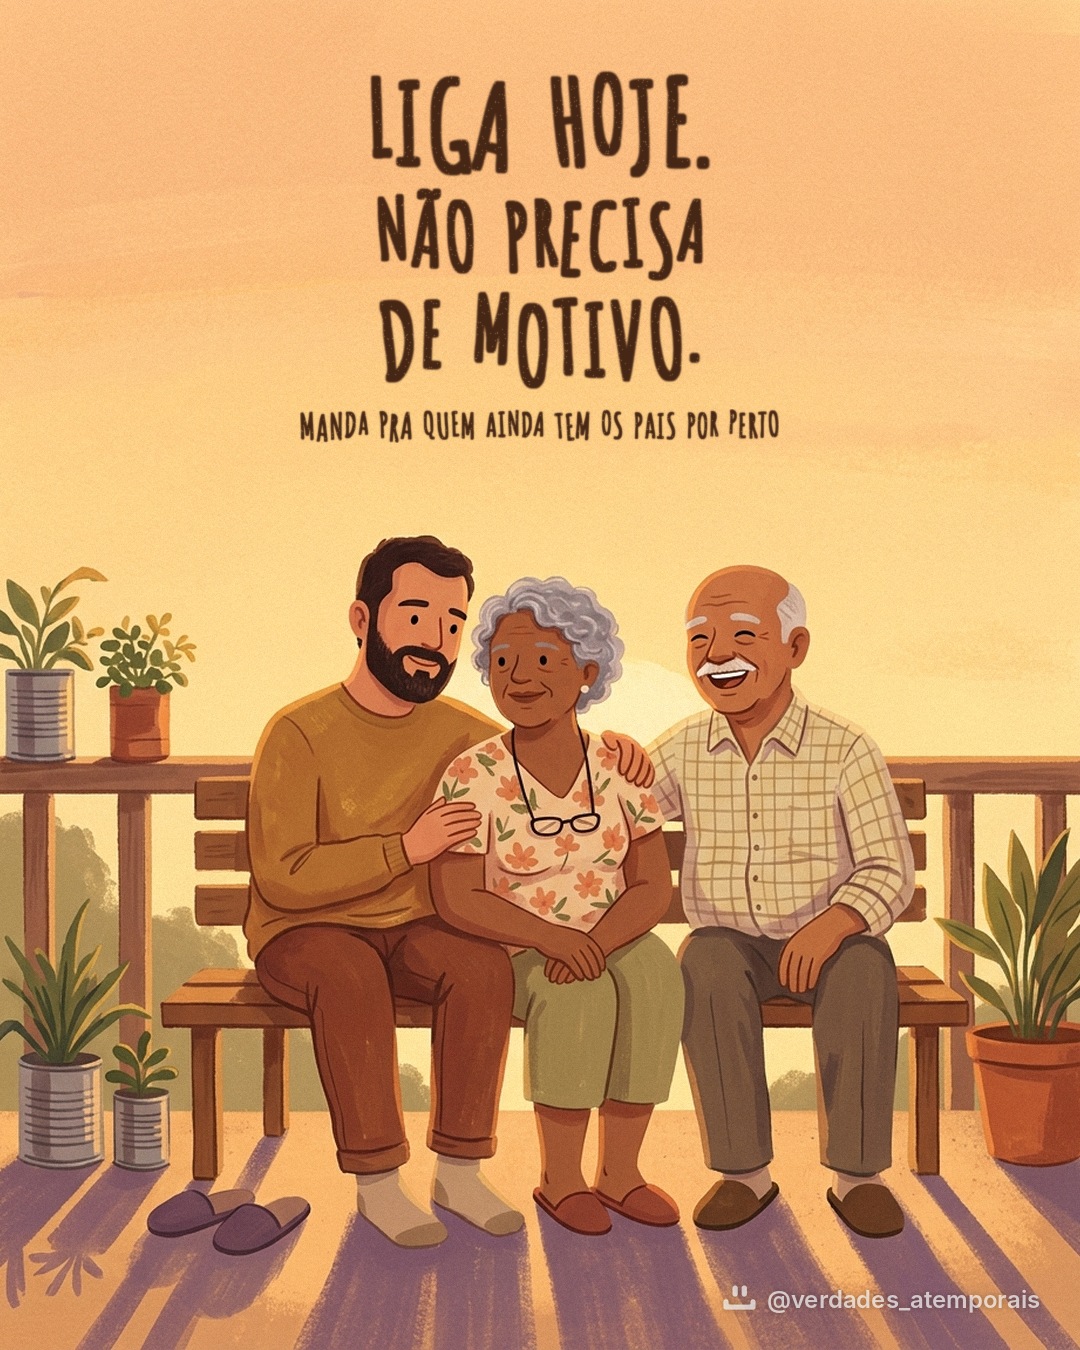 LIGA HOJE.
NÃO PRECISA
DE MOTIVO.
MANDA PRA QUEM AINDA TEM OS PAIS POR PERTO
@verdades_atemporais